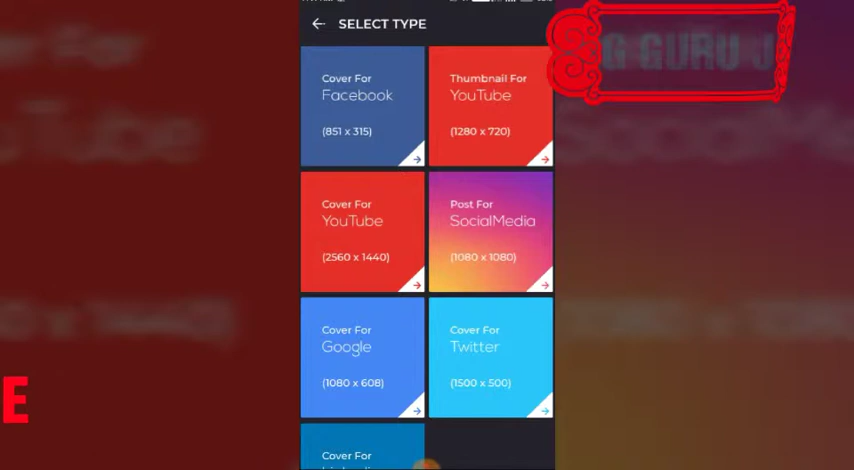 SELECT TYPE
Cover For
Facebook
(851 x 315)
Thumbnail For
YouTube
(1280 x 720)
Cover For
YouTube
(2560 x 1440)
Post For
SocialMedia
(1080 x 1080)
Cover For
Google
(1080 x 608)
Cover For
Twitter
(1500 x 500)
Cover For
G GURU J
E